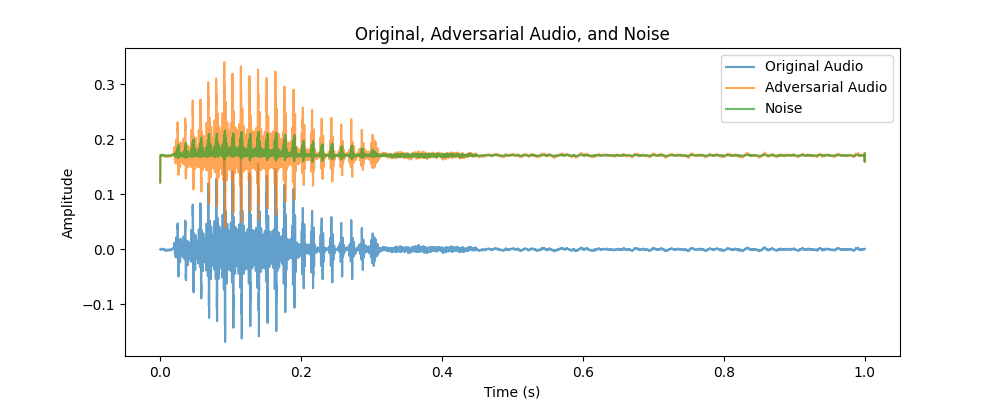 Original, Adversarial Audio, and Noise
Original Audio
Adversarial Audio
Noise
Amplitude
0.3
0.2
0.1
0.0
−0.1
0.0 0.2 0.4 0.6 0.8 1.0
Time (s)